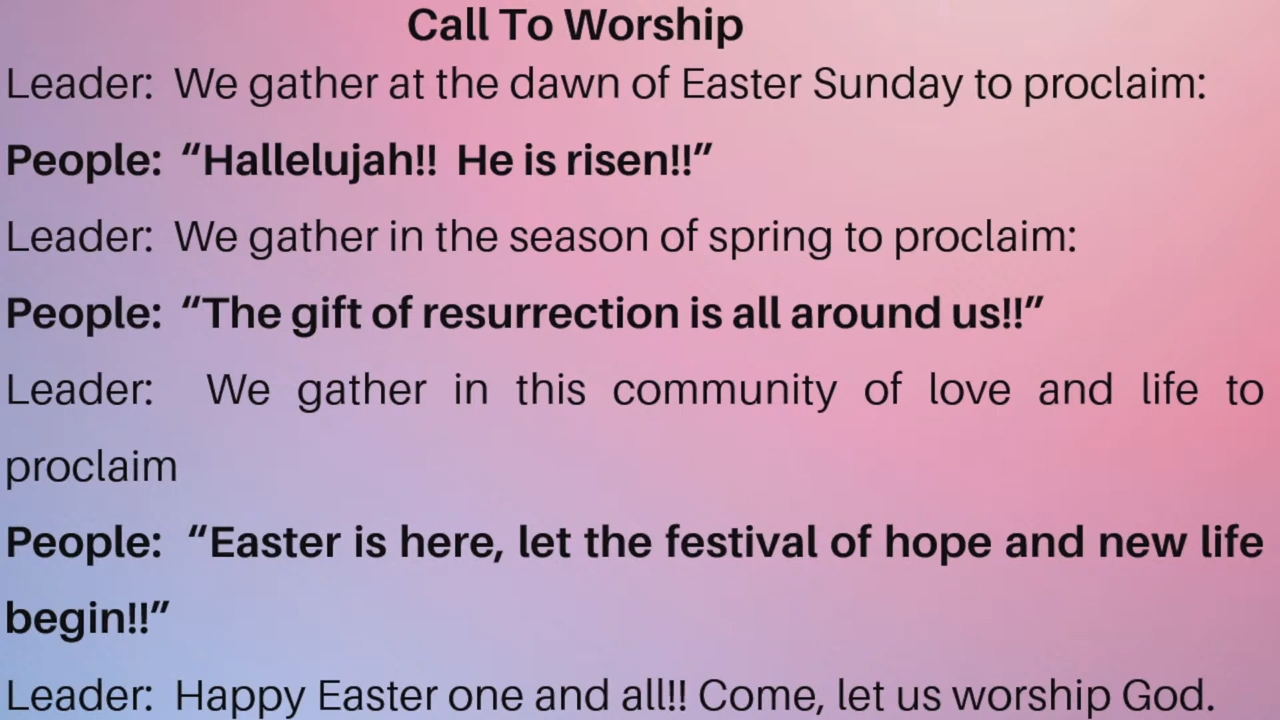 Call To Worship
Leader:  We gather at the dawn of Easter Sunday to proclaim:
People:  “Hallelujah!!  He is risen!!”
Leader:  We gather in the season of spring to proclaim:
People:  “The gift of resurrection is all around us!!”
Leader:  We gather in this community of love and life to
proclaim
People:  “Easter is here, let the festival of hope and new life
begin!!”
Leader:  Happy Easter one and all!! Come, let us worship God.